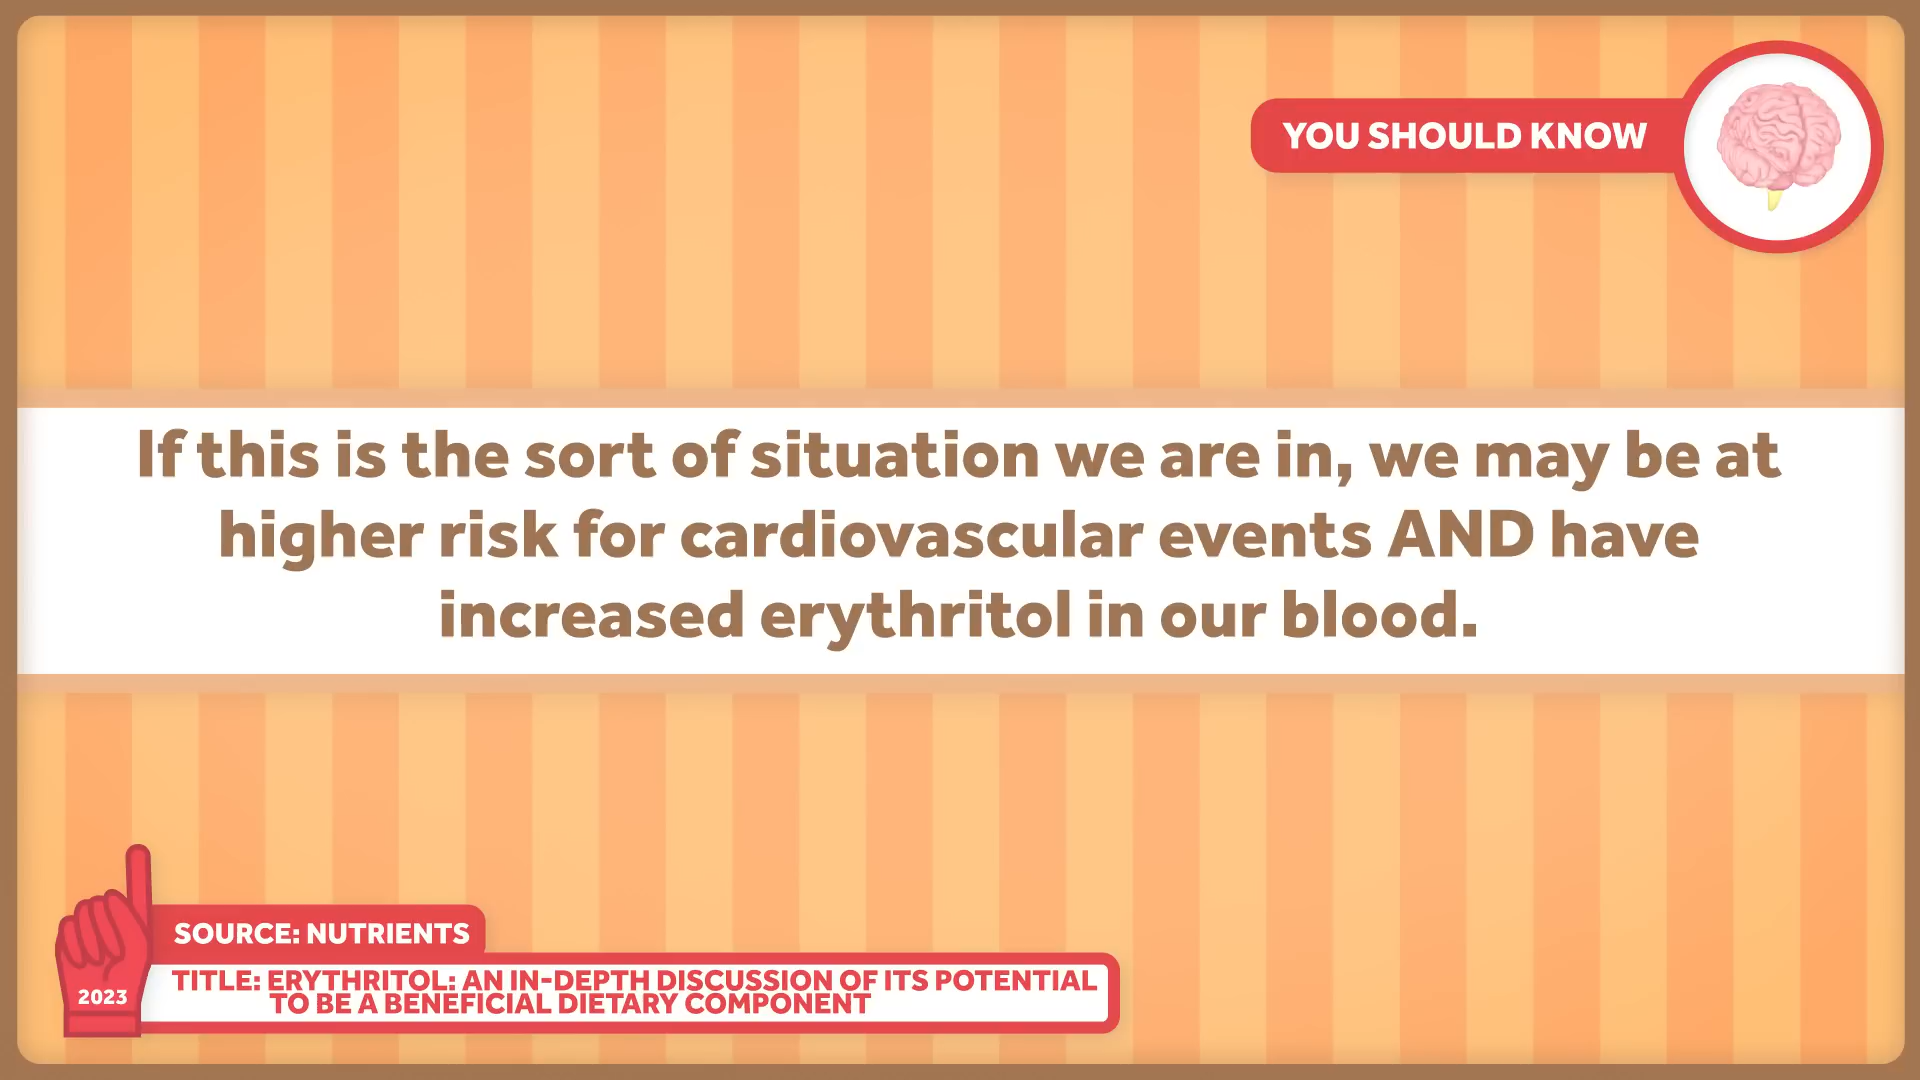 YOU SHOULD KNOW
If this is the sort of situation we are in, we may be at
higher risk for cardiovascular events AND have
increased erythritol in our blood.
SOURCE: NUTRIENTS
TITLE: ERYTHRITOL: AN IN-DEPTH DISCUSSION OF ITS POTENTIAL
TO BE A BENEFICIAL DIETARY COMPONENT
2023